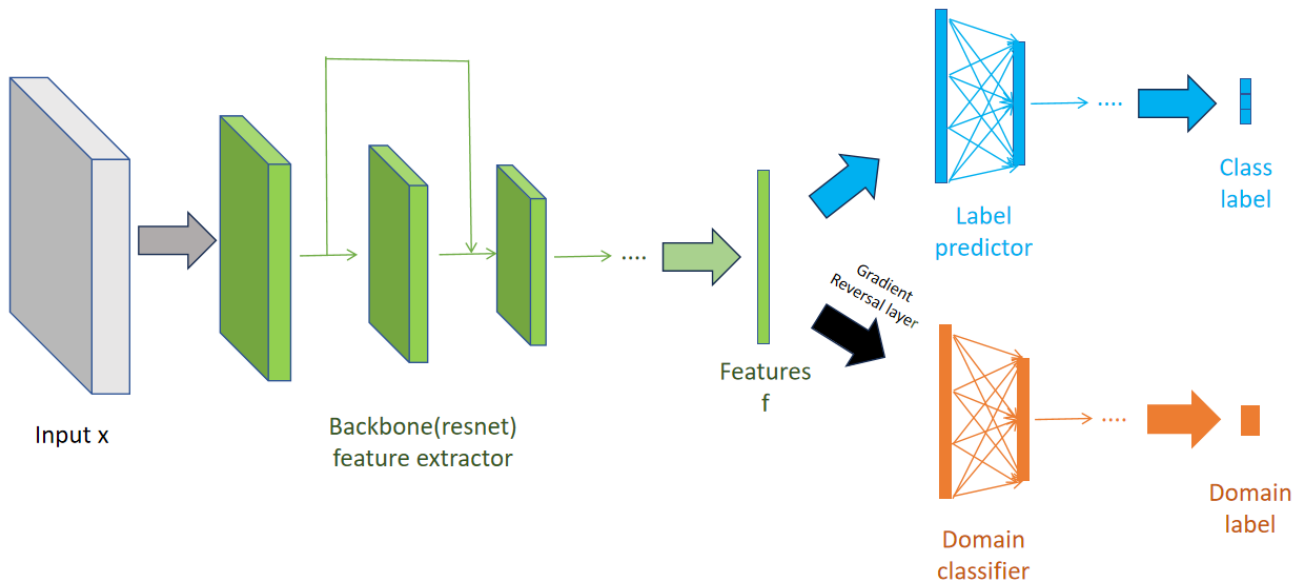 Input x
Backbone(resnet)
feature extractor
....
Features
f
Gradient
Reversal layer
Label
predictor
....
Class
label
Domain
classifier
....
Domain
label